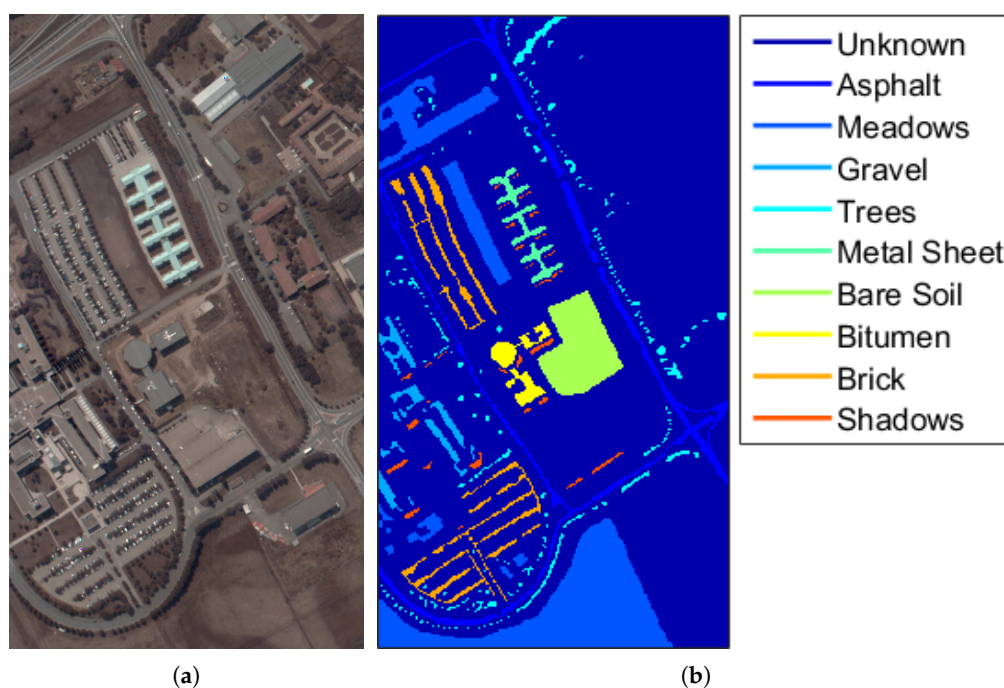 Unknown
Asphalt
Meadows
Gravel
Trees
Metal Sheet
Bare Soil
Bitumen
Brick
Shadows
(a)
(b)